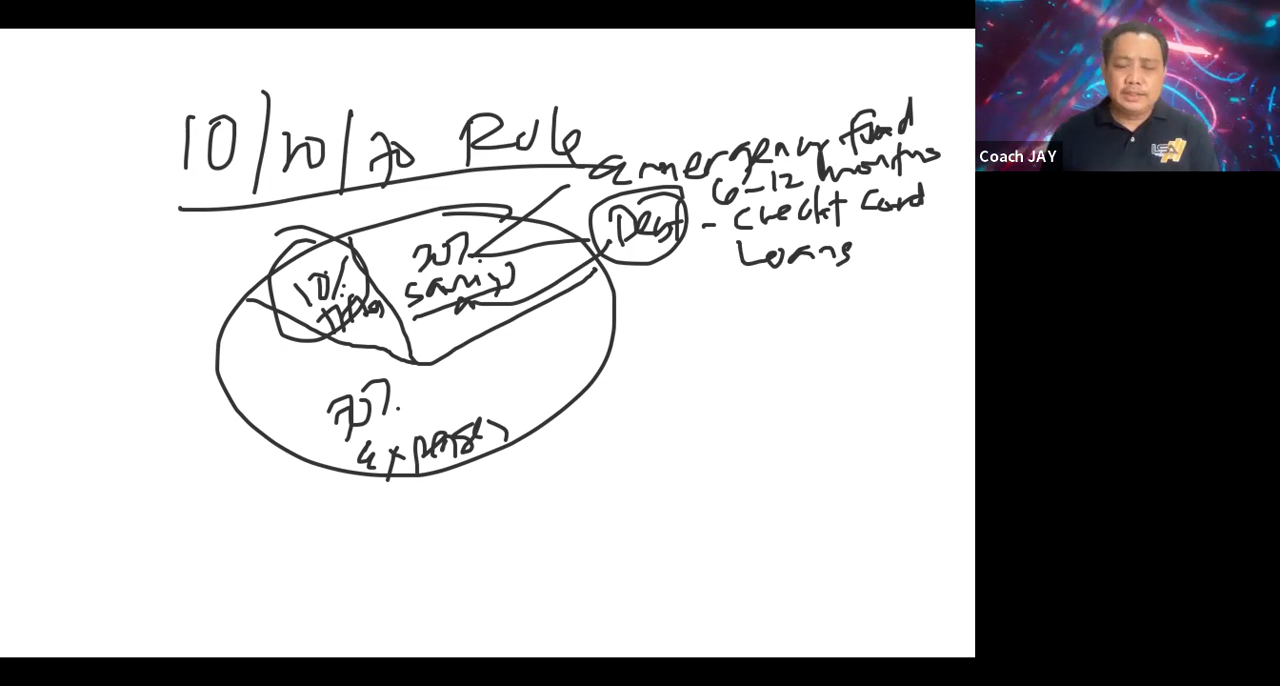 10/20/70 Rule
emergency fund
6-12 months
Debt - Credit Card
Loans
10%
Tithes
20%
Saving
70%
expenses
Coach JAY